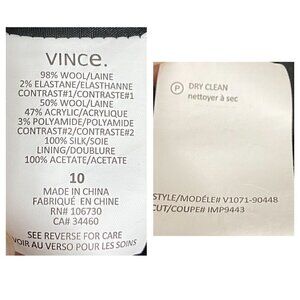 VINCe.
98% WOOL/LAINE
2% ELASTANE/ELASTHANNE
CONTRAST#1/CONTRASTE#1
50% WOOL/LAINE
47% ACRYLIC/ACRYLIQUE
3% POLYAMIDE/POLYAMIDE
CONTRAST#2/CONTRASTE#2
100% SILK/SOIE
LINING/DOUBLURE
100% ACETATE/ACETATE
10
MADE IN CHINA
FABRIQUÉ EN CHINE
RN# 106730
CA# 34460
SEE REVERSE FOR CARE
VOIR AU VERSO POUR LES SOINS
P DRY CLEAN
nettoyer à sec
STYLE/MODÉLE# V1071-90448
CUT/COUPE# IMP9443